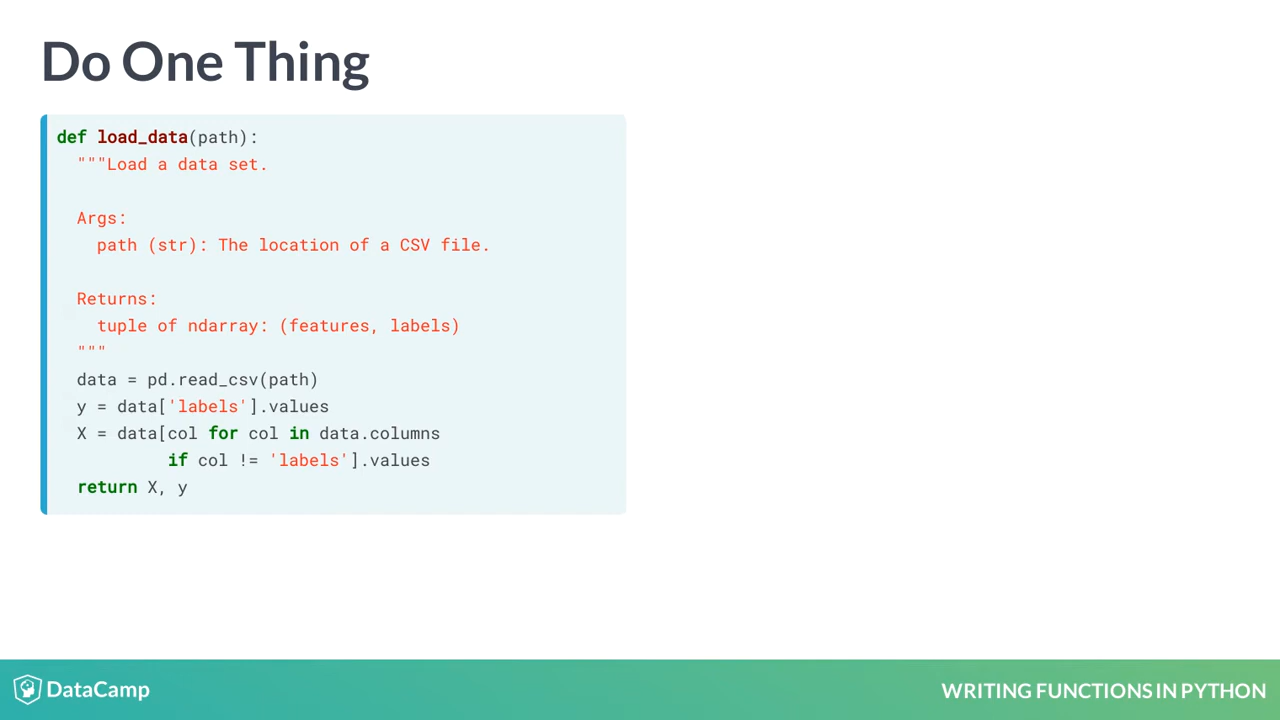 Do One Thing
def load_data(path):
  """Load a data set.

  Args:
    path (str): The location of a CSV file.

  Returns:
    tuple of ndarray: (features, labels)
  """
  data = pd.read_csv(path)
  y = data['labels'].values
  X = data[col for col in data.columns
           if col != 'labels'].values
  return X, y
DataCamp
WRITING FUNCTIONS IN PYTHON